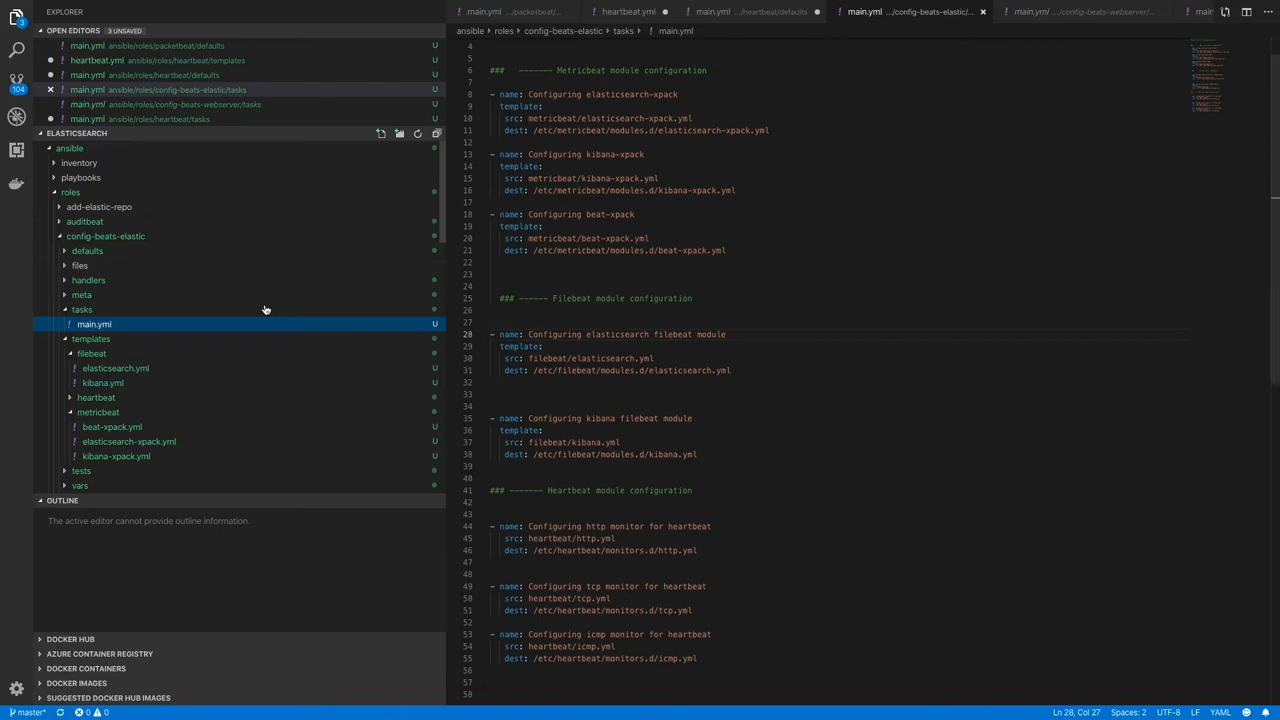 3
104
EXPLORER
OPEN EDITORS 3 UNSAVED
main.yml ansible/roles/packetbeat/defaults U
heartbeat.yml ansible/roles/heartbeat/templates U
main.yml ansible/roles/heartbeat/defaults U
main.yml ansible/roles/config-beats-elastic/tasks U
main.yml ansible/roles/config-beats-webserver/tasks U
main.yml ansible/roles/heartbeat/tasks U
ELASTICSEARCH
ansible
inventory
playbooks
roles
add-elastic-repo
auditbeat
config-beats-elastic
defaults
files
handlers
meta
tasks
main.yml U
templates
filebeat
elasticsearch.yml U
kibana.yml U
heartbeat
metricbeat
beat-xpack.yml U
elasticsearch-xpack.yml U
kibana-xpack.yml U
tests
vars
OUTLINE
The active editor cannot provide outline information.
DOCKER HUB
AZURE CONTAINER REGISTRY
DOCKER CONTAINERS
DOCKER IMAGES
SUGGESTED DOCKER HUB IMAGES
main.yml .../packetbeat/... heartbeat.yml main.yml .../heartbeat/defaults main.yml .../config-beats-elastic/... main.yml .../config-beats-webserver/... main
ansible roles config-beats-elastic tasks main.yml
4
5
6 ### ------- Metricbeat module configuration
7
8 - name: Configuring elasticsearch-xpack
9 template:
10 src: metricbeat/elasticsearch-xpack.yml
11 dest: /etc/metricbeat/modules.d/elasticsearch-xpack.yml
12
13 - name: Configuring kibana-xpack
14 template:
15 src: metricbeat/kibana-xpack.yml
16 dest: /etc/metricbeat/modules.d/kibana-xpack.yml
17
18 - name: Configuring beat-xpack
19 template:
20 src: metricbeat/beat-xpack.yml
21 dest: /etc/metricbeat/modules.d/beat-xpack.yml
22
23
24
25 ### ------ Filebeat module configuration
26
27
28 - name: Configuring elasticsearch filebeat module
29 template:
30 src: filebeat/elasticsearch.yml
31 dest: /etc/filebeat/modules.d/elasticsearch.yml
32
33
34
35 - name: Configuring kibana filebeat module
36 template:
37 src: filebeat/kibana.yml
38 dest: /etc/filebeat/modules.d/kibana.yml
39
40
41 ### ------- Heartbeat module configuration
42
43
44 - name: Configuring http monitor for heartbeat
45 src: heartbeat/http.yml
46 dest: /etc/heartbeat/monitors.d/http.yml
47
48
49 - name: Configuring tcp monitor for heartbeat
50 src: heartbeat/tcp.yml
51 dest: /etc/heartbeat/monitors.d/tcp.yml
52
53 - name: Configuring icmp monitor for heartbeat
54 src: heartbeat/icmp.yml
55 dest: /etc/heartbeat/monitors.d/icmp.yml
56
57
58
master* 0 0 Ln 28, Col 27 Spaces: 2 UTF-8 LF YAML